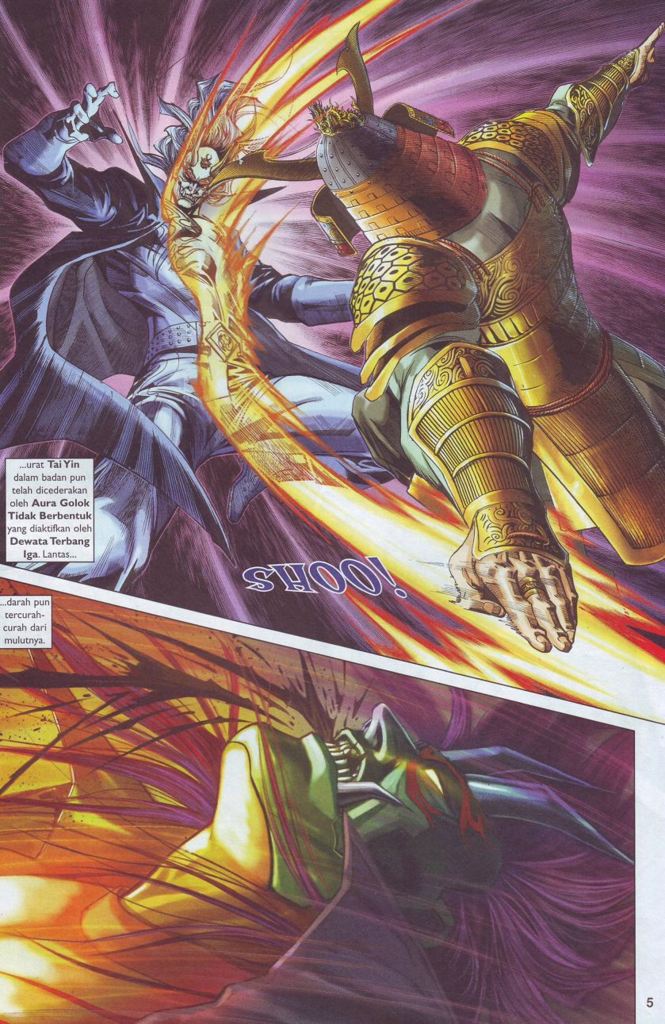 ...urat Tai Yin
dalam badan pun
telah dicederakan
oleh Aura Golok
Tidak Berbentuk
yang diaktifkan oleh
Dewata Terbang
Iga. Lantas...
SHOO!
...darah pun
tercurah-
curah dari
mulutnya.
5